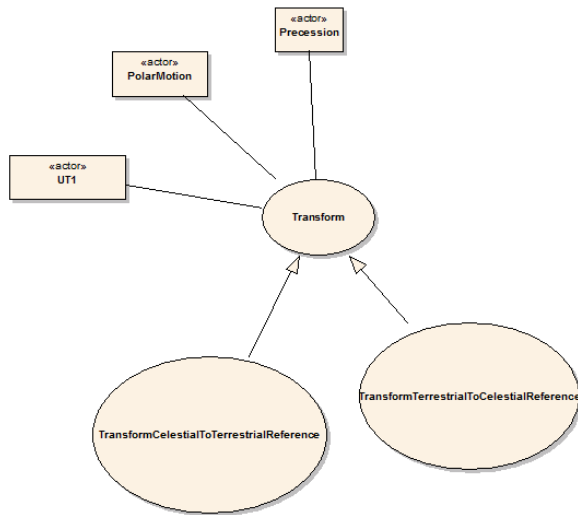 «actor»
Precession
«actor»
PolarMotion
«actor»
UT1
Transform
TransformCelestialToTerrestrialReference
TransformTerrestrialToCelestialReference